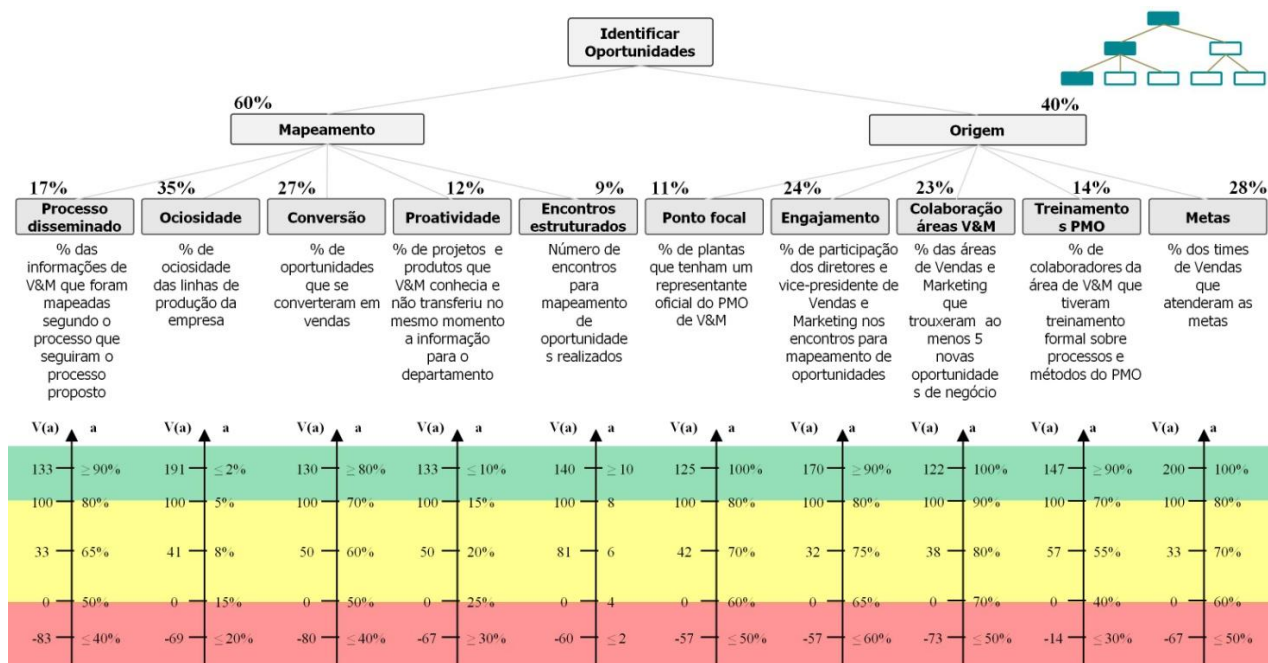 Identificar
Oportunidades
60%
40%
Mapeamento
Origem
17%
35%
27%
12%
9%
11%
24%
23%
14%
28%
Processo
disseminado
Ociosidade
Conversão
Proatividade
Encontros
estruturados
Ponto focal
Engajamento
Colaboração
áreas V&M
Treinamento
s PMO
Metas
% das
informações de
V&M que foram
mapeadas
segundo o
processo que
seguiram o
processo
proposto
% de
ociosidade
das linhas de
produção da
empresa
% de
oportunidades
que se
converteram em
vendas
% de projetos e
produtos que
V&M conhecia e
não transferiu no
mesmo momento
a informação
para o
departamento
Número de
encontros
para
mapeamento
de
oportunidade
s realizados
% de plantas
que tenham um
representante
oficial do PMO
de V&M
% de participação
dos diretores e
vice-presidente
de Vendas e
Marketing nos
encontros para
mapeamento de
oportunidades
% das áreas
de Vendas e
Marketing
que
trouxeram ao
menos 5
novas
oportunidade
s de negócio
% de
colaboradores da
área de V&M que
tiveram
treinamento
formal sobre
processos e
métodos do PMO
% dos times
de Vendas
que
atenderam as
metas
V(a) a V(a) a V(a) a V(a) a V(a) a V(a) a V(a) a V(a) a V(a) a V(a) a
133 ≥90% 191 ≤2% 130 ≥80% 133 ≤10% 140 ≥10 125 100% 170 ≥90% 122 100% 147 ≥90% 200 100%
100 80% 100 5% 100 70% 100 15% 100 8 100 80% 100 80% 100 90% 100 70% 100 80%
33 65% 41 8% 50 60% 50 20% 81 6 42 70% 32 75% 38 80% 57 55% 33 70%
0 50% 0 15% 0 50% 0 25% 0 4 0 60% 0 65% 0 70% 0 40% 0 60%
-83 ≤40% -69 ≤20% -80 ≤40% -67 ≥30% -60 ≤2 -57 ≤50% -57 ≤60% -73 ≤50% -14 ≤30% -67 ≤50%